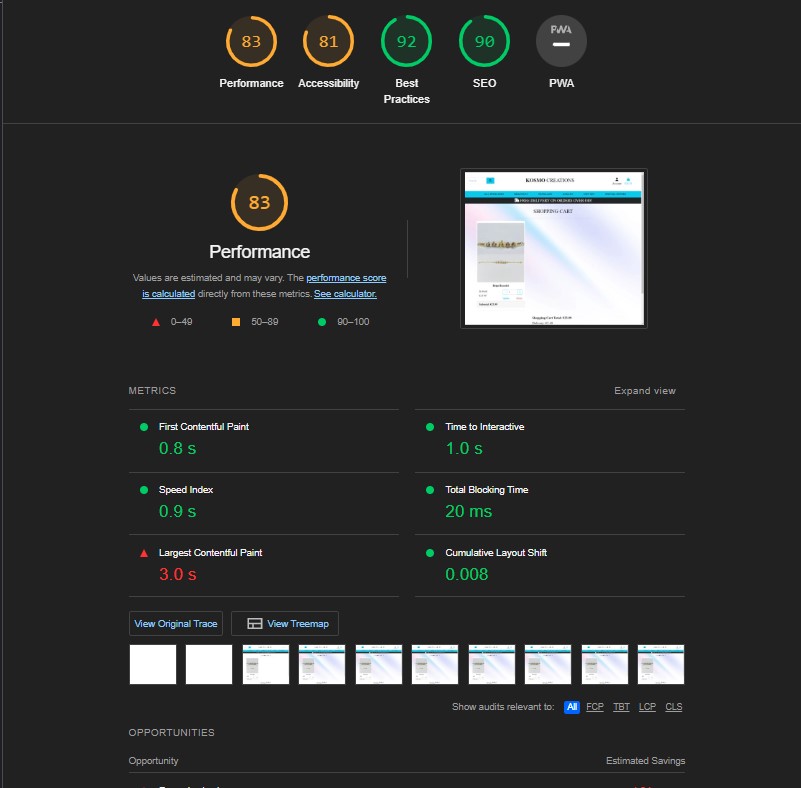 83 81 92 90 PWA
Performance Accessibility Best Practices SEO PWA
83
Performance
Values are estimated and may vary. The performance score
is calculated directly from these metrics. See calculator.
0–49 50–89 90–100
KOSMO CREATIONS
SHOPPING CART
METRICS Expand view
First Contentful Paint
0.8 s
Time to Interactive
1.0 s
Speed Index
0.9 s
Total Blocking Time
20 ms
Largest Contentful Paint
3.0 s
Cumulative Layout Shift
0.008
View Original Trace View Treemap
Show audits relevant to: All FCP TBT LCP CLS
OPPORTUNITIES
Opportunity Estimated Savings